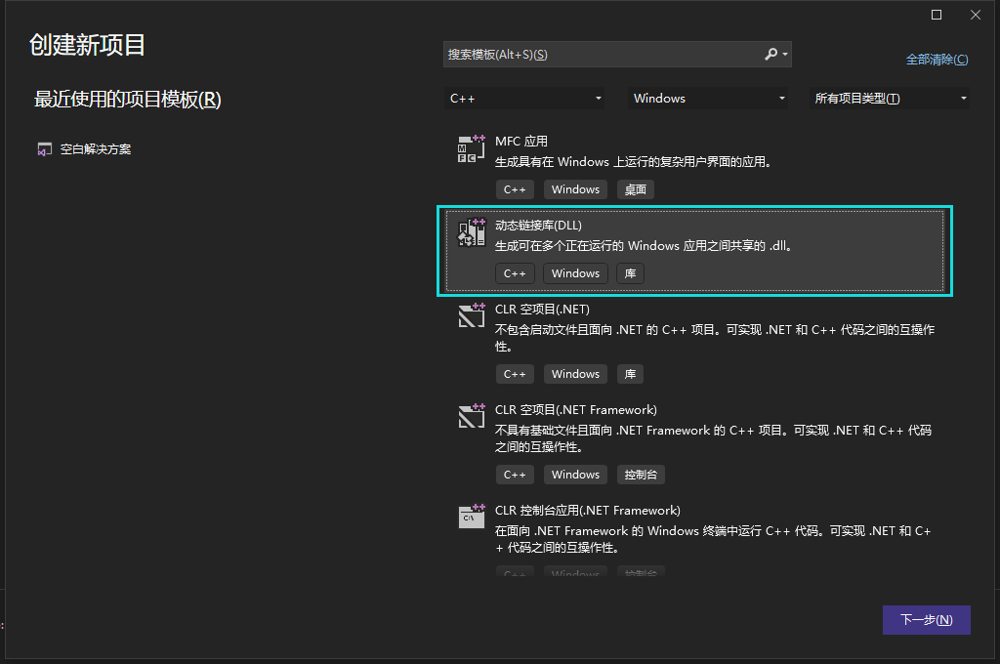 创建新项目
搜索模板(Alt+S)(S)
全部清除(C)
最近使用的项目模板(R)
空白解决方案
C++
Windows
所有项目类型(T)
MFC 应用
生成具有在 Windows 上运行的复杂用户界面的应用。
C++ Windows 桌面
动态链接库(DLL)
生成可在多个正在运行的 Windows 应用之间共享的 .dll。
C++ Windows 库
CLR 空项目(.NET)
不包含启动文件且面向 .NET 的 C++ 项目。可实现 .NET 和 C++ 代码之间的互操作
性。
C++ Windows 库
CLR 空项目(.NET Framework)
不具有基础文件且面向 .NET Framework 的 C++ 项目。可实现 .NET 和 C++ 代码
之间的互操作性。
C++ Windows 控制台
CLR 控制台应用(.NET Framework)
在面向 .NET Framework 的 Windows 终端中运行 C++ 代码。可实现 .NET 和 C+
+ 代码之间的互操作性。
C++ Windows 控制台
下一步(N)